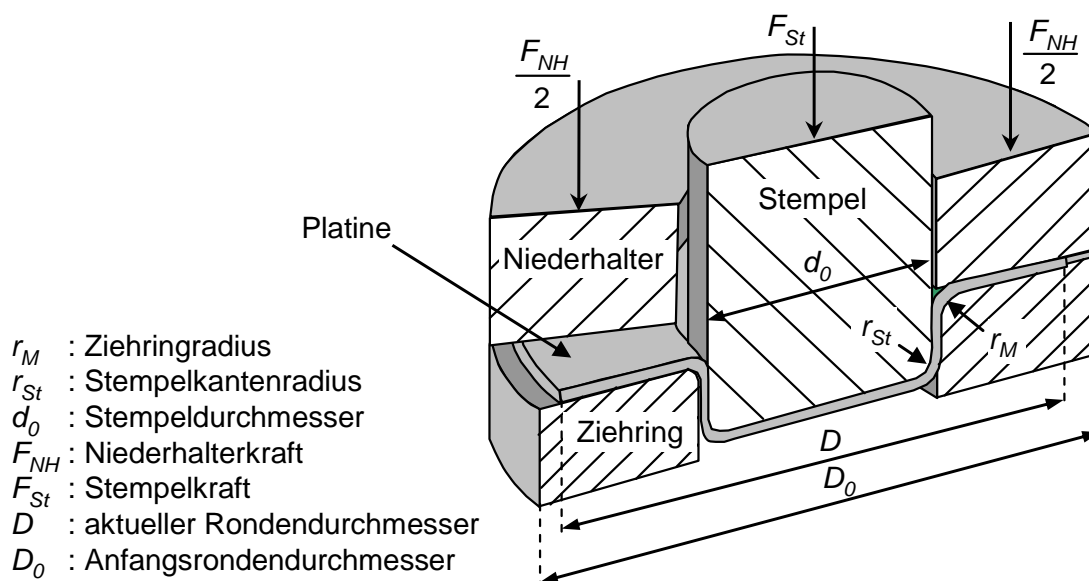 F_St
F_NH
2
F_NH
2
Stempel
Platine
Niederhalter
d_0
r_St
r_M
Ziehring
D
D_0
r_M : Ziehringradius
r_St : Stempelkantenradius
d_0 : Stempeldurchmesser
F_NH : Niederhalterkraft
F_St : Stempelkraft
D : aktueller Rondendurchmesser
D_0 : Anfangsrondendurchmesser